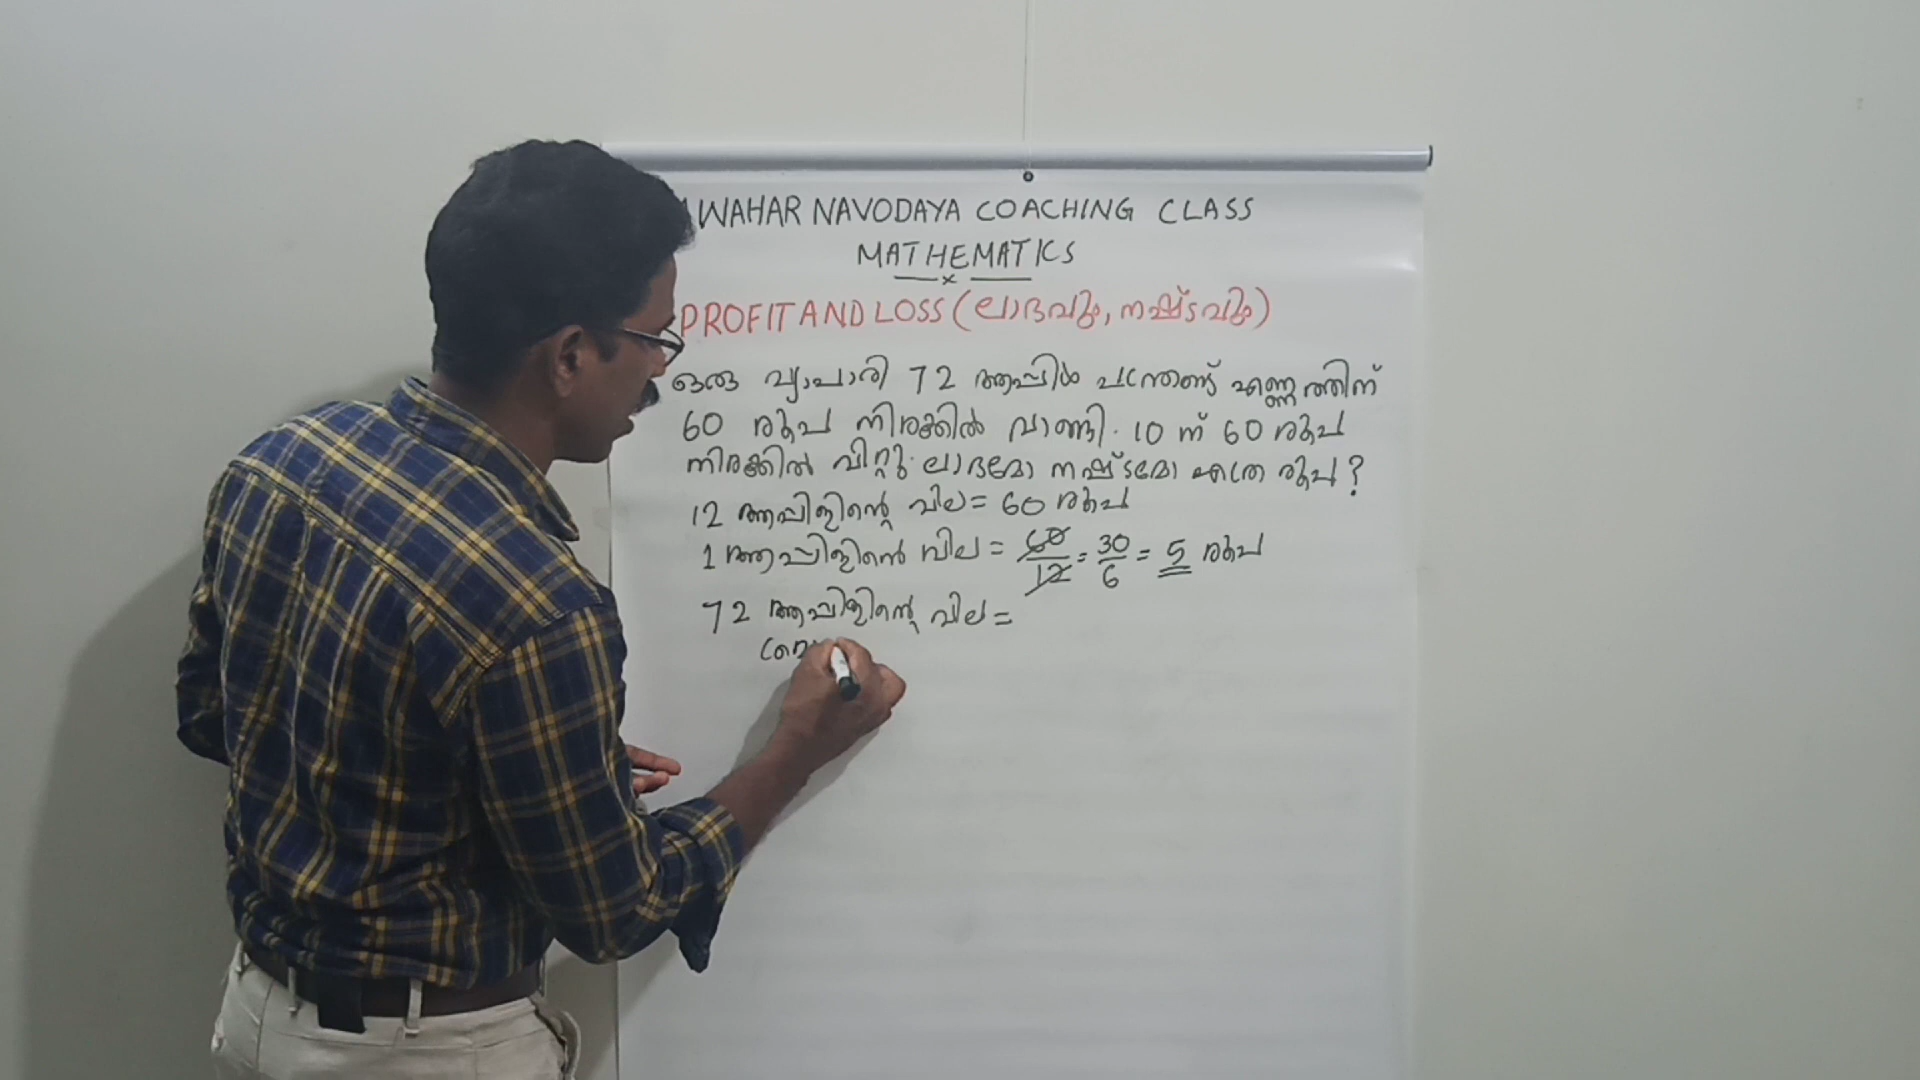 WAHAR NAVODAYA COACHING CLASS
MATHEMATICS
PROFIT AND LOSS (ലാഭവും, നഷ്ടവും)
ഒരു വ്യാപാരി 72 ആപ്പിൾ പന്ത്രണ്ട് എണ്ണത്തിന്
60 രൂപ നിരക്കിൽ വാങ്ങി. 10 ന് 60 രൂപ
നിരക്കിൽ വിറ്റു. ലാഭമോ നഷ്ടമോ എത്ര രൂപ?
12 ആപ്പിളിന്റെ വില = 60 രൂപ
1 ആപ്പിളിന്റെ വില = 60/12 = 30/6 = 5 രൂപ
72 ആപ്പിളിന്റെ വില =